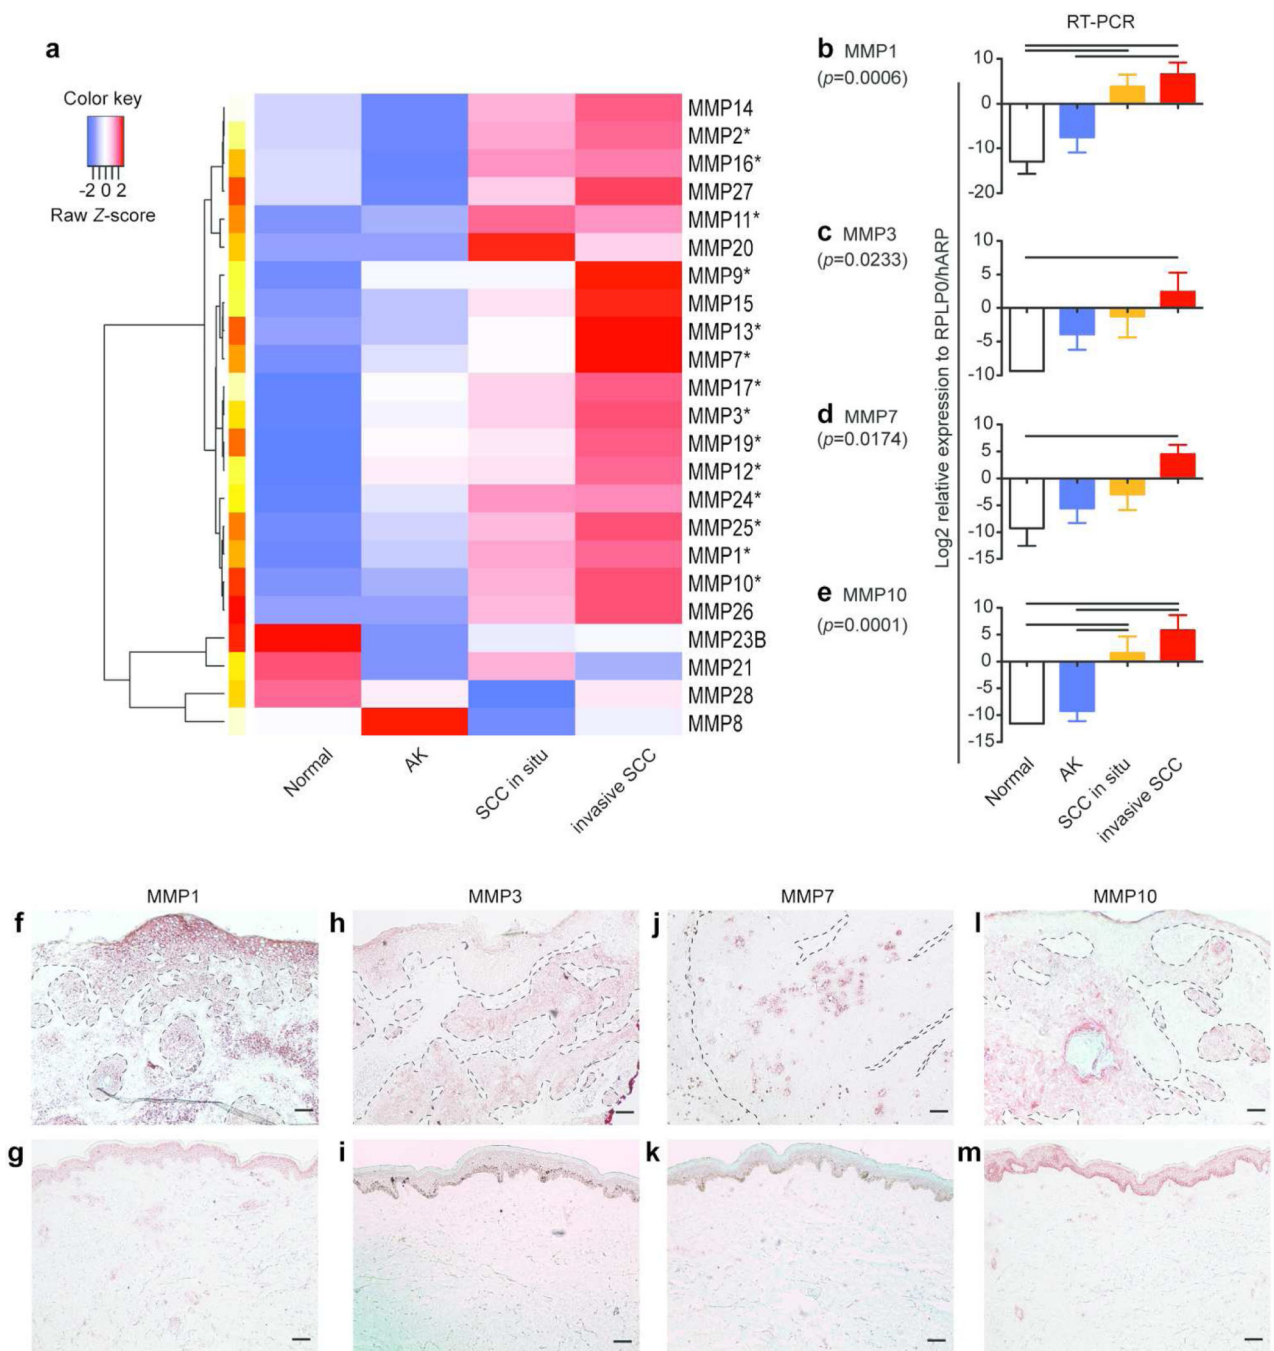 a
Color key
-2 0 2
Raw Z-score
MMP14
MMP2*
MMP16*
MMP27
MMP11*
MMP20
MMP9*
MMP15
MMP13*
MMP7*
MMP17*
MMP3*
MMP19*
MMP12*
MMP24*
MMP25*
MMP1*
MMP10*
MMP26
MMP23B
MMP21
MMP28
MMP8
Normal
AK
SCC in situ
invasive SCC
RT-PCR
Log2 relative expression to RPLP0/hARP
b MMP1
(p=0.0006)
10
0
-10
-20
c MMP3
(p=0.0233)
10
5
0
-5
-10
d MMP7
(p=0.0174)
10
5
0
-5
-10
-15
e MMP10
(p=0.0001)
10
5
0
-5
-10
-15
Normal
AK
SCC in situ
invasive SCC
MMP1 MMP3 MMP7 MMP10
f h j l
g i k m